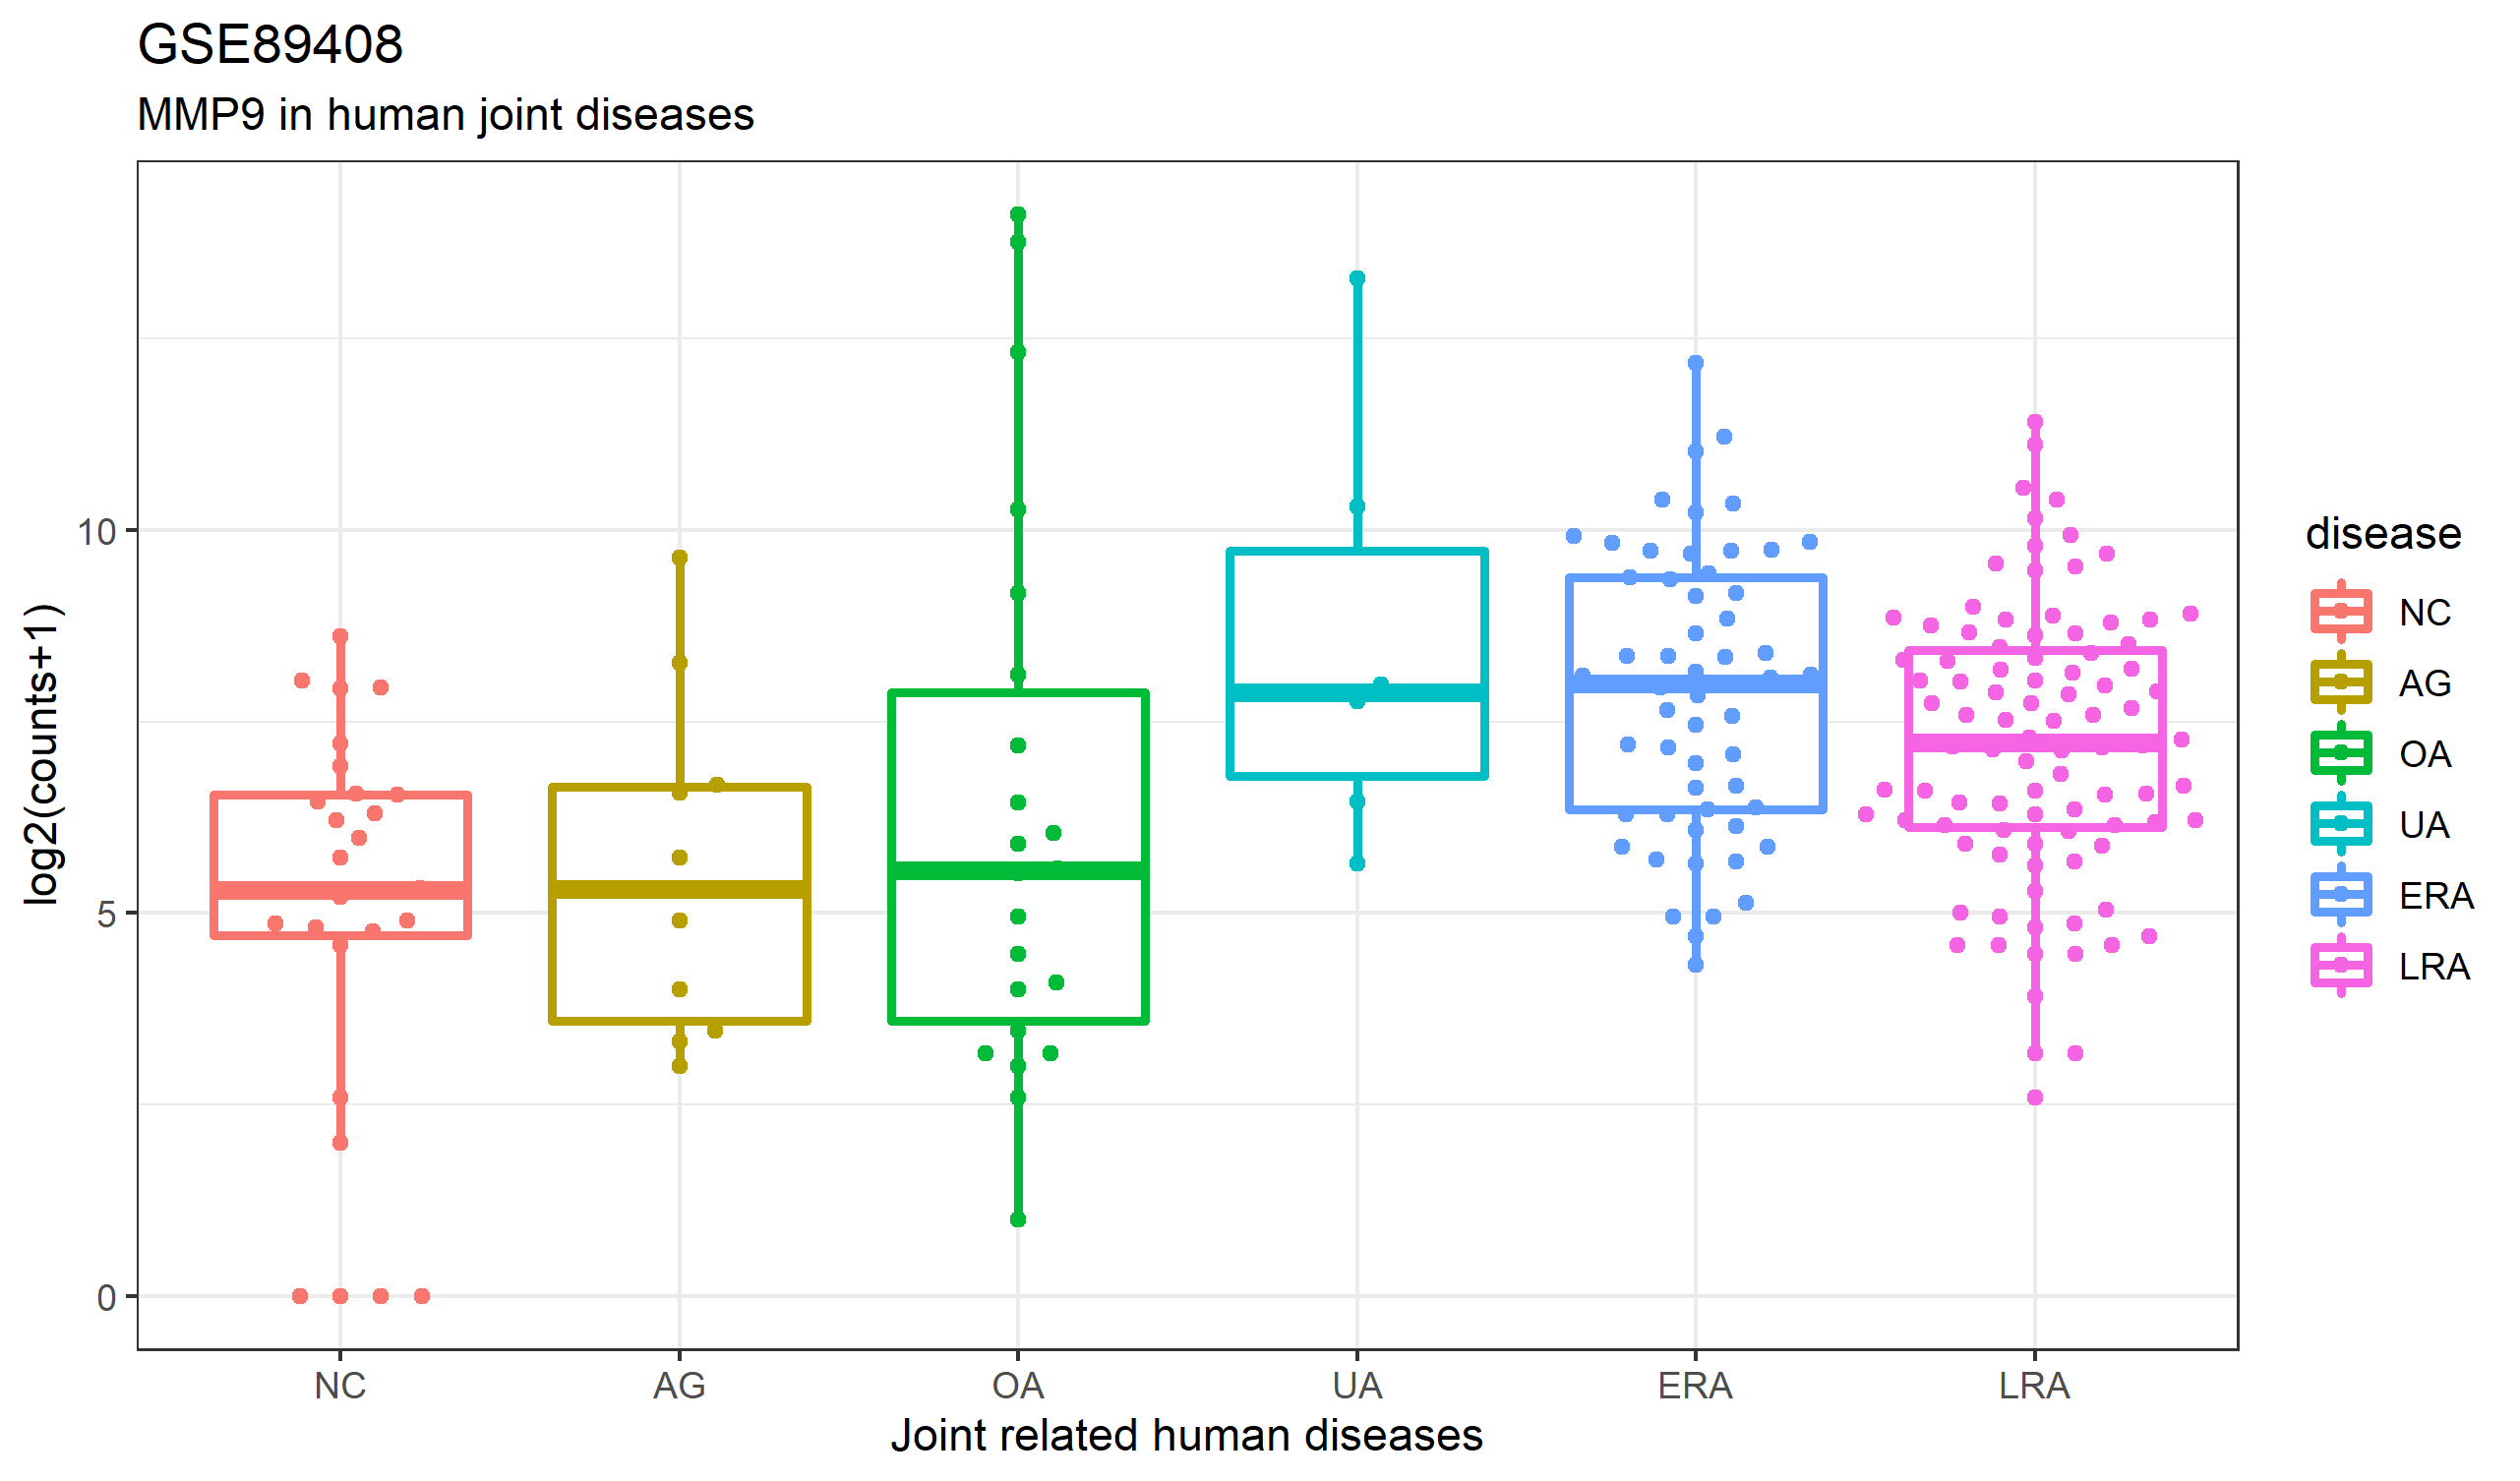 GSE89408
MMP9 in human joint diseases
log2(counts+1)
10
5
0
NC
AG
OA
UA
ERA
LRA
Joint related human diseases
disease
NC
AG
OA
UA
ERA
LRA